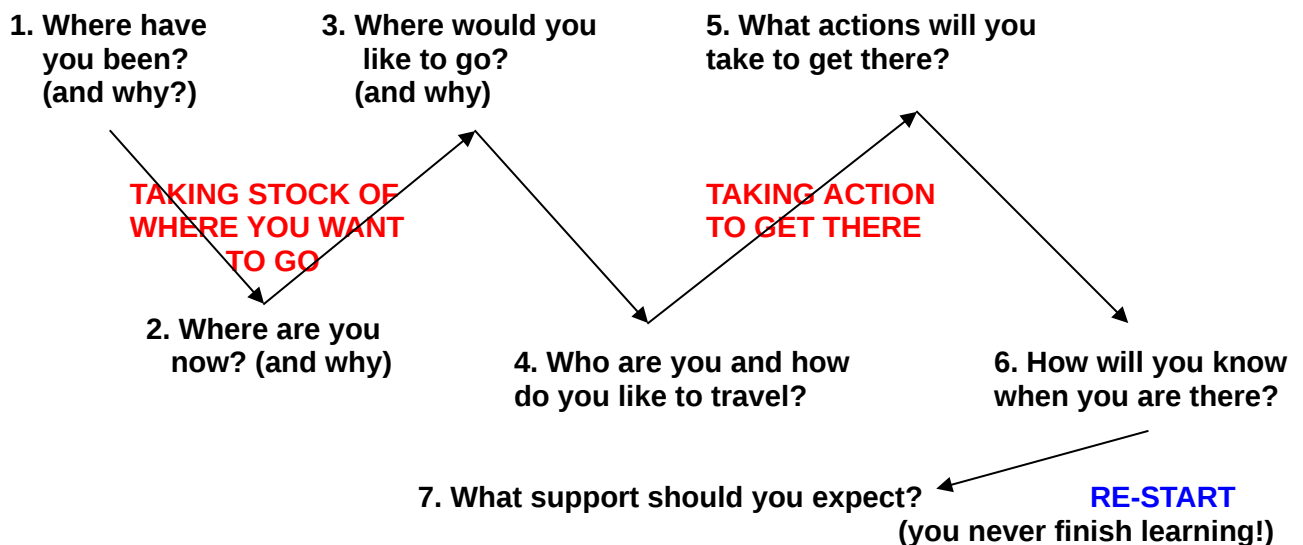 1. Where have
you been?
(and why?)
3. Where would you
like to go?
(and why)
5. What actions will you
take to get there?
TAKING STOCK OF
WHERE YOU WANT
TO GO
TAKING ACTION
TO GET THERE
2. Where are you
now? (and why)
4. Who are you and how
do you like to travel?
6. How will you know
when you are there?
7. What support should you expect?
RE-START
(you never finish learning!)